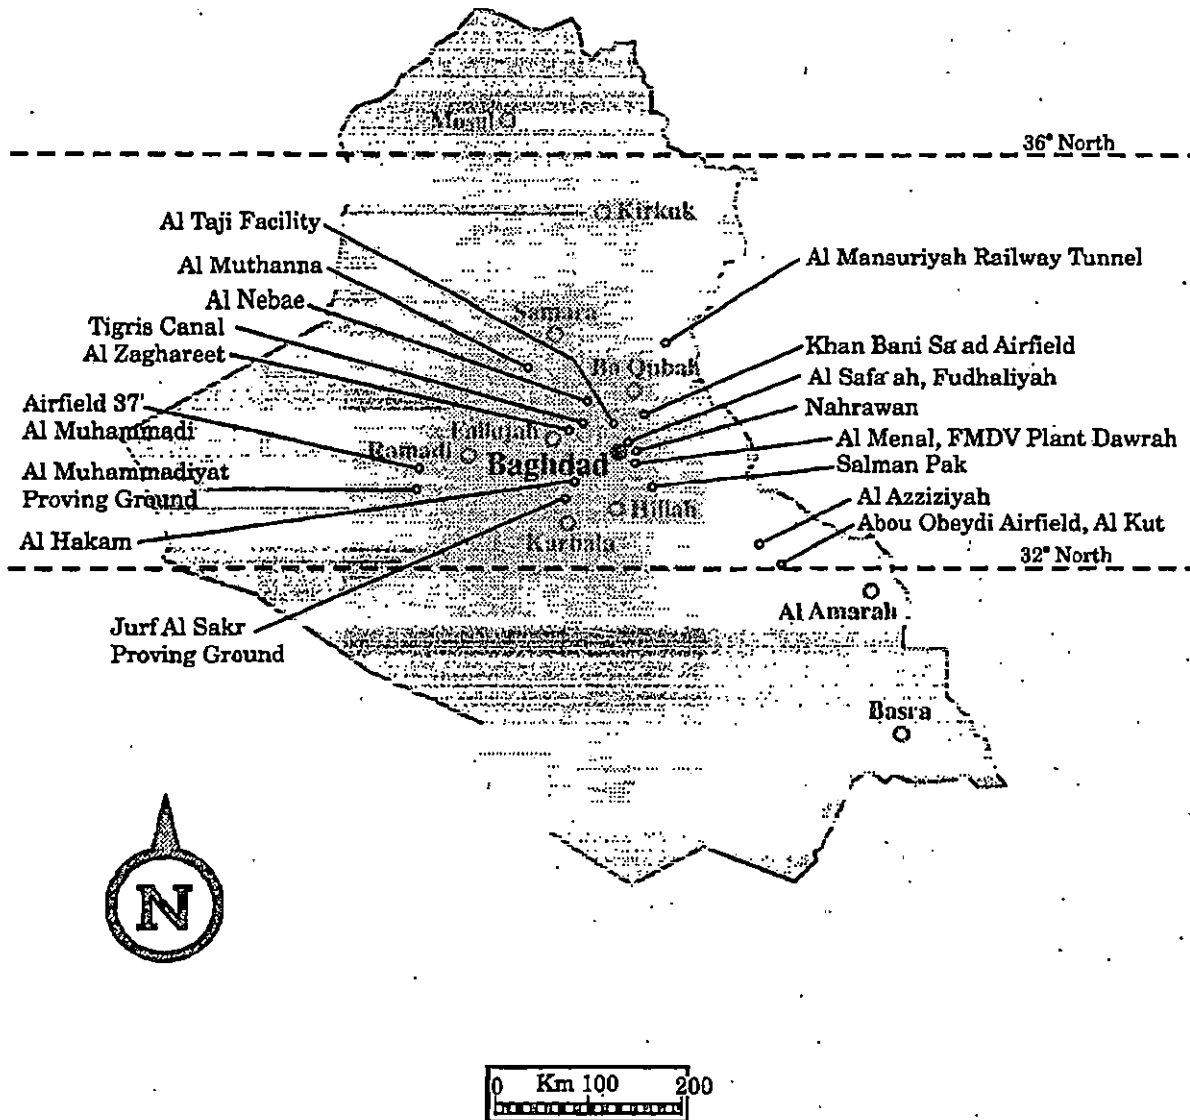 Mosul
36° North
Kirkuk
Al Taji Facility
Al Mansuriyah Railway Tunnel
Al Muthanna
Al Nebae
Samara
Tigris Canal
Khan Bani Sa'ad Airfield
Al Zaghareet
Ba'Qubah
Al Safa'ah, Fudhaliyah
Airfield 37'
Al Muhammadi
Nahrawan
Fallujah
Ramadi
Baghdad
Al Menal, FMDV Plant Dawrah
Salman Pak
Al Muhammadiyat
Proving Ground
Al Azziziyah
Hillah
Abou Obeydi Airfield, Al Kut
Al Hakam
Karbala
32° North
Al Amarah
Jurf Al Sakr
Proving Ground
Basra
N
0 Km 100 200